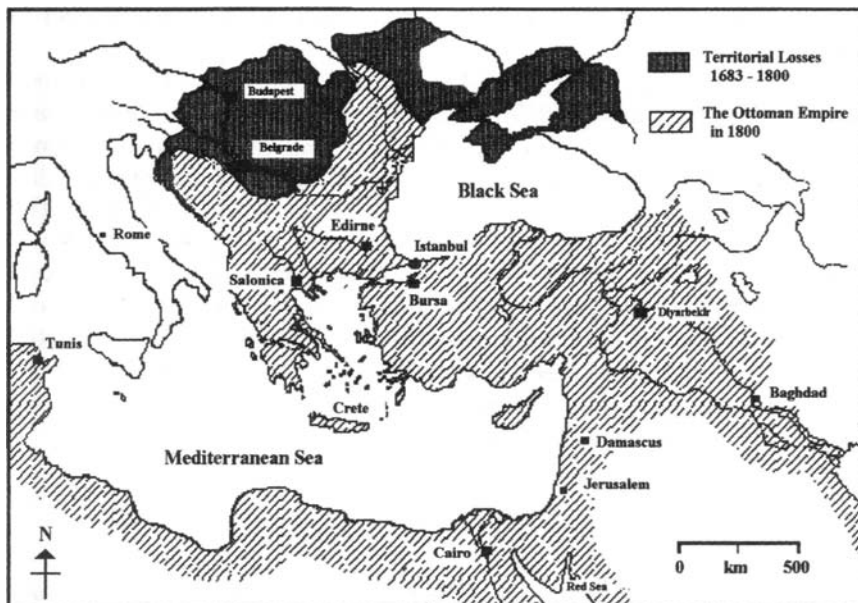 Territorial Losses
1683 - 1800
The Ottoman Empire
in 1800
Budapest
Belgrade
Black Sea
Rome
Edirne
Istanbul
Salonica
Bursa
Diyarbekir
Tunis
Baghdad
Crete
Damascus
Mediterranean Sea
Jerusalem
N
Cairo
Red Sea
0 km 500